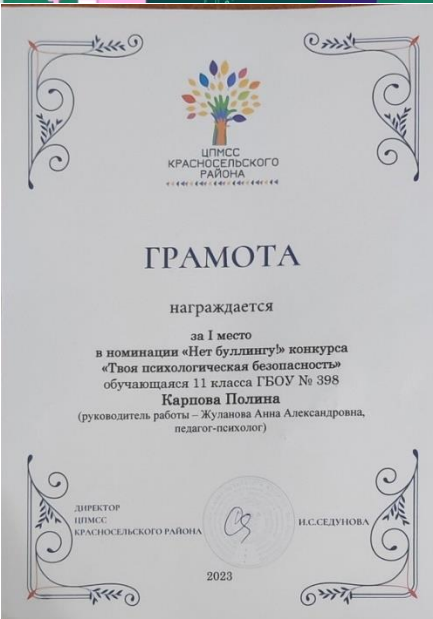 ЦПМСС
КРАСНОСЕЛЬСКОГО
РАЙОНА
ГРАМОТА
награждается
за I место
в номинации «Нет буллингу!» конкурса
«Твоя психологическая безопасность»
обучающаяся 11 класса ГБОУ № 398
Карпова Полина
(руководитель работы – Жуланова Анна Александровна,
педагог-психолог)
ДИРЕКТОР
ЦПМСС
КРАСНОСЕЛЬСКОГО РАЙОНА
И.С.СЕДУНОВА
2023